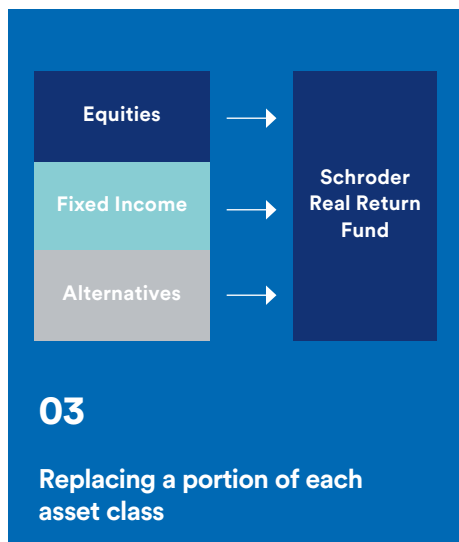 Equities
Fixed Income
Alternatives
Schroder
Real Return
Fund
03
Replacing a portion of each
asset class